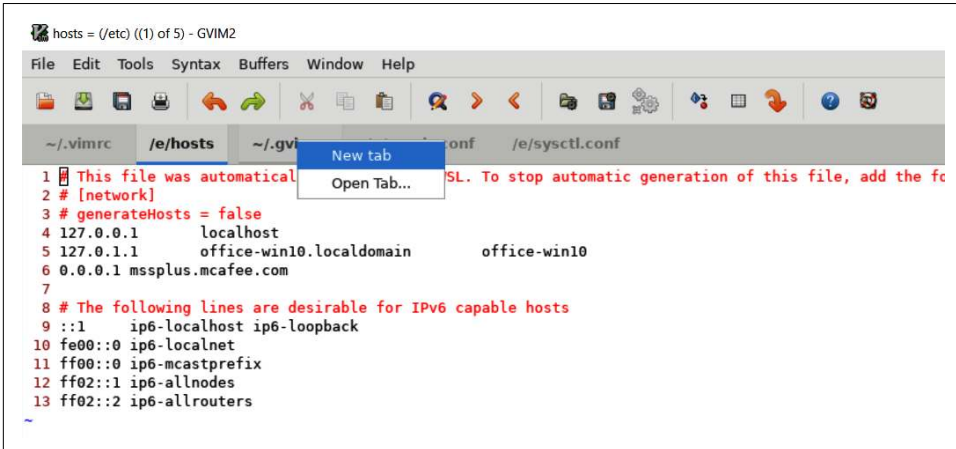 hosts = (/etc) ((1) of 5) - GVIM2
File Edit Tools Syntax Buffers Window Help
~/.vimrc /e/hosts ~/.gvi onf /e/sysctl.conf
New tab
Open Tab...
1 # This file was automatical SL. To stop automatic generation of this file, add the fo
2 # [network]
3 # generateHosts = false
4 127.0.0.1 localhost
5 127.0.1.1 office-win10.localdomain office-win10
6 0.0.0.1 mssplus.mcafee.com
7
8 # The following lines are desirable for IPv6 capable hosts
9 ::1 ip6-localhost ip6-loopback
10 fe00::0 ip6-localnet
11 ff00::0 ip6-mcastprefix
12 ff02::1 ip6-allnodes
13 ff02::2 ip6-allrouters
~